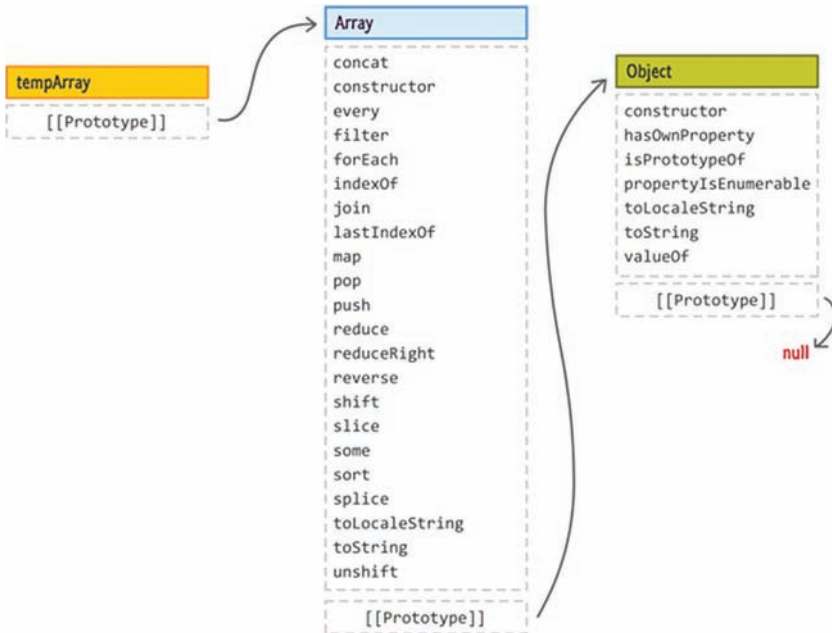 tempArray
[[Prototype]]
Array
concat
constructor
every
filter
forEach
indexOf
join
lastIndexOf
map
pop
push
reduce
reduceRight
reverse
shift
slice
some
sort
splice
toLocaleString
toString
unshift
[[Prototype]]
Object
constructor
hasOwnProperty
isPrototypeOf
propertyIsEnumerable
toLocaleString
toString
valueOf
[[Prototype]]
null